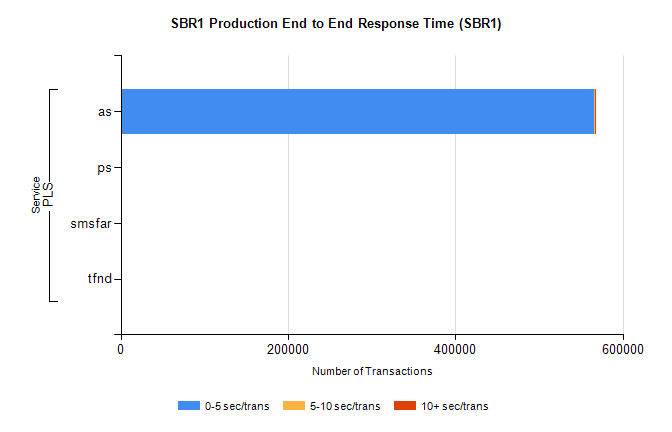 SBR1 Production End to End Response Time (SBR1)
as
ps
smsfar
tfnd
Service
PLS
0
200000
400000
600000
Number of Transactions
0-5 sec/trans
5-10 sec/trans
10+ sec/trans